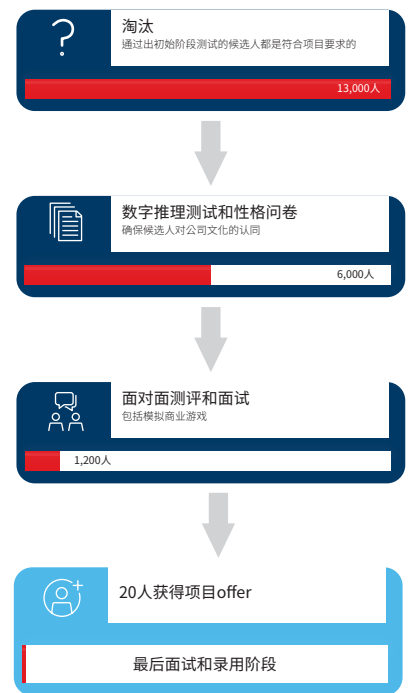 淘汰
通过出初始阶段测试的候选人都是符合项目要求的
13,000人
数字推理测试和性格问卷
确保候选人对公司文化的认同
6,000人
面对面测评和面试
包括模拟商业游戏
1,200人
20人获得项目offer
最后面试和录用阶段